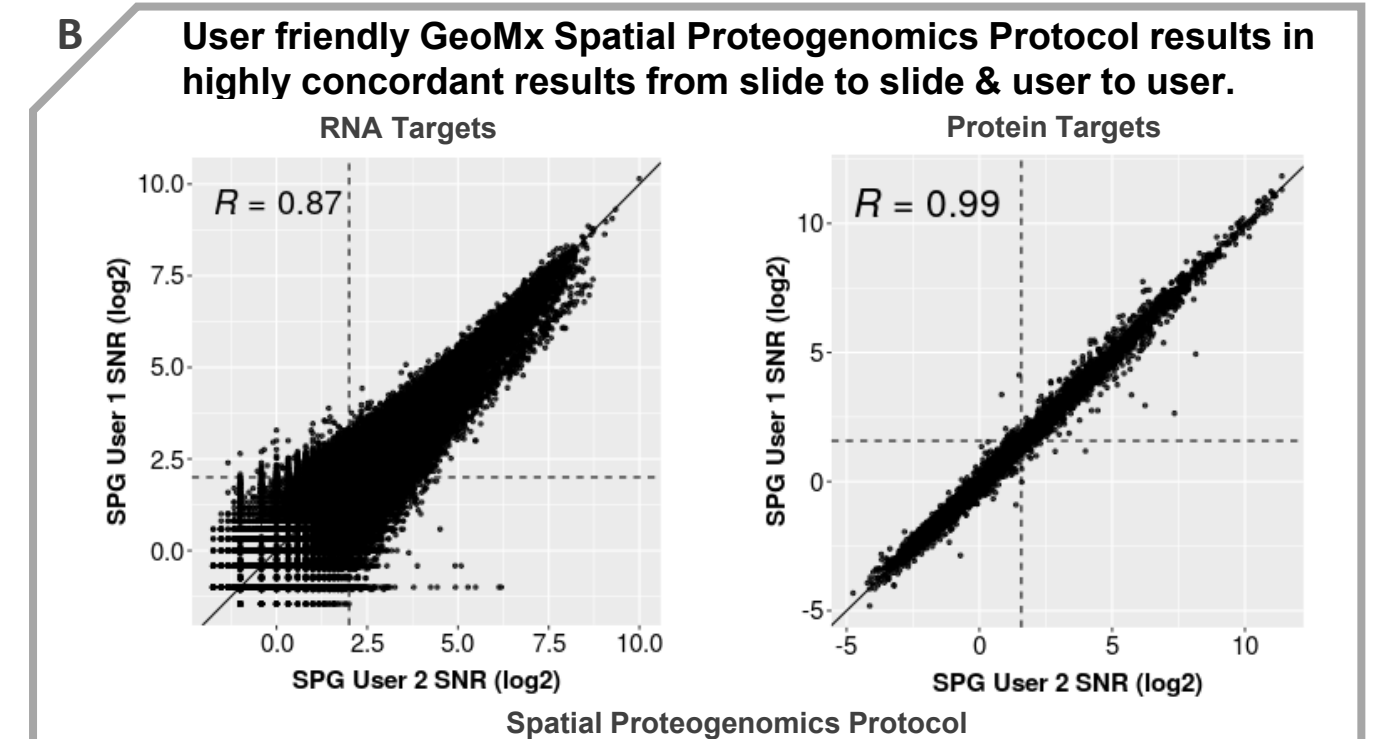 B
User friendly GeoMx Spatial Proteogenomics Protocol results in
highly concordant results from slide to slide & user to user.
RNA Targets
R = 0.87
10.0
7.5
5.0
2.5
0.0
SPG User 1 SNR (log2)
0.0 2.5 5.0 7.5 10.0
SPG User 2 SNR (log2)
Protein Targets
R = 0.99
10
5
0
-5
SPG User 1 SNR (log2)
-5 0 5 10
SPG User 2 SNR (log2)
Spatial Proteogenomics Protocol